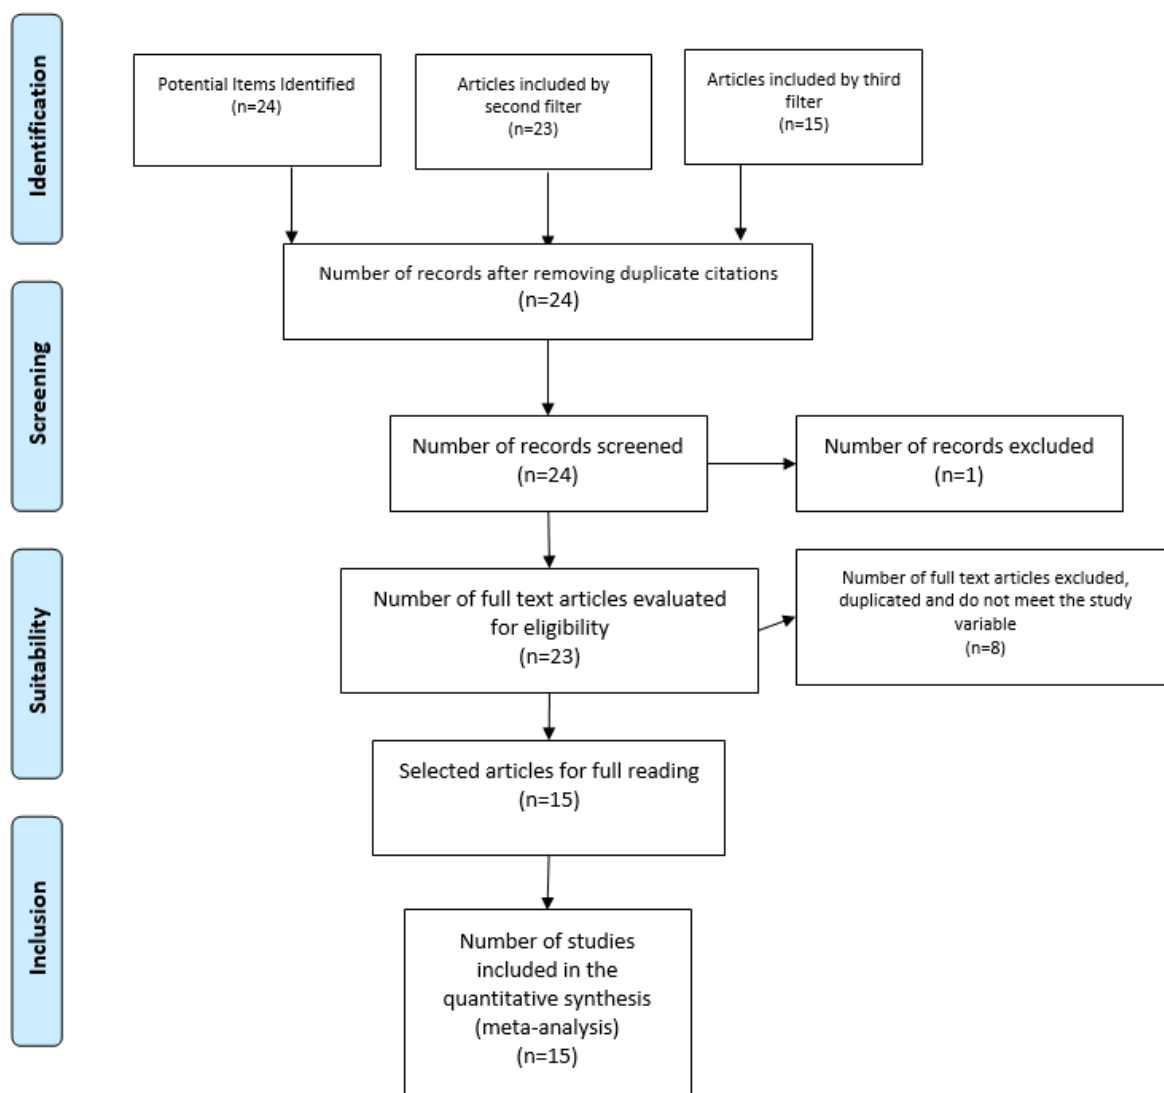 Identification
Potential Items Identified
(n=24)
Articles included by
second filter
(n=23)
Articles included by third
filter
(n=15)
Number of records after removing duplicate citations
(n=24)
Screening
Number of records screened
(n=24)
Number of records excluded
(n=1)
Suitability
Number of full text articles evaluated
for eligibility
(n=23)
Number of full text articles excluded,
duplicated and do not meet the study
variable
(n=8)
Selected articles for full reading
(n=15)
Inclusion
Number of studies
included in the
quantitative synthesis
(meta-analysis)
(n=15)